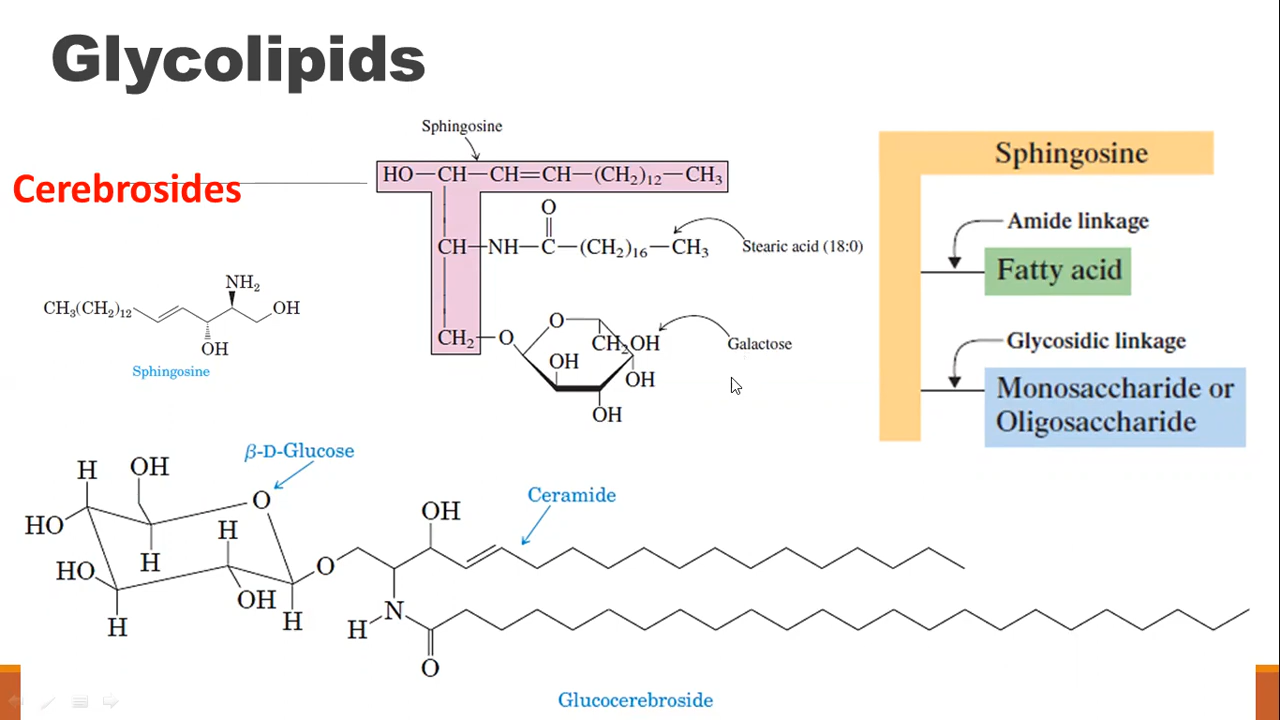 Glycolipids
Cerebrosides
Sphingosine
HO—CH—CH=CH—(CH₂)₁₂—CH₃
O
CH—NH—C—(CH₂)₁₆—CH₃
Stearic acid (18:0)
CH₂—O
O
CH₂OH
Galactose
OH
OH
OH
NH₂
CH₃(CH₂)₁₂
OH
OH
Sphingosine
Sphingosine
Amide linkage
Fatty acid
Glycosidic linkage
Monosaccharide or
Oligosaccharide
β-D-Glucose
H
OH
O
HO
H
HO
H
OH
H
H
O
Ceramide
OH
N
H
O
Glucocerebroside